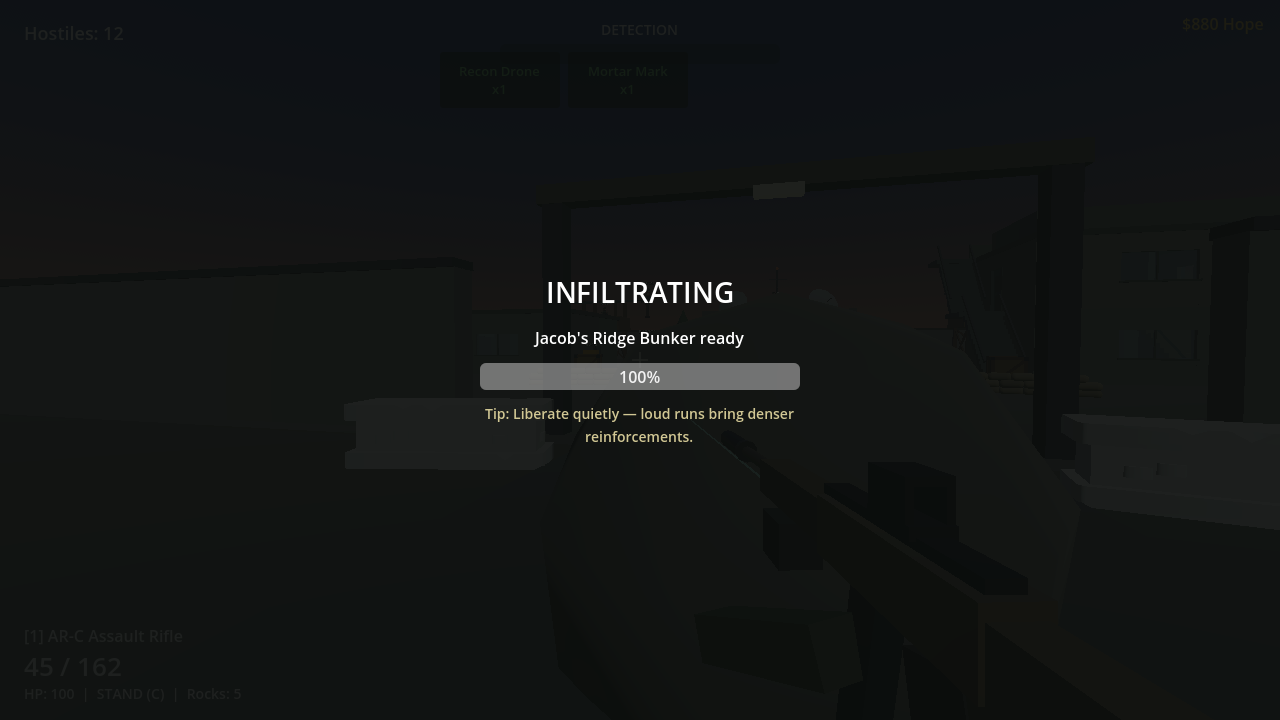 Hostiles: 12
DETECTION
$880 Hope
Recon Drone
x1
Mortar Mark
x1
INFILTRATING
Jacob's Ridge Bunker ready
100%
Tip: Liberate quietly — loud runs bring denser
reinforcements.
[1] AR-C Assault Rifle
45 / 162
HP: 100 | STAND (C) | Rocks: 5